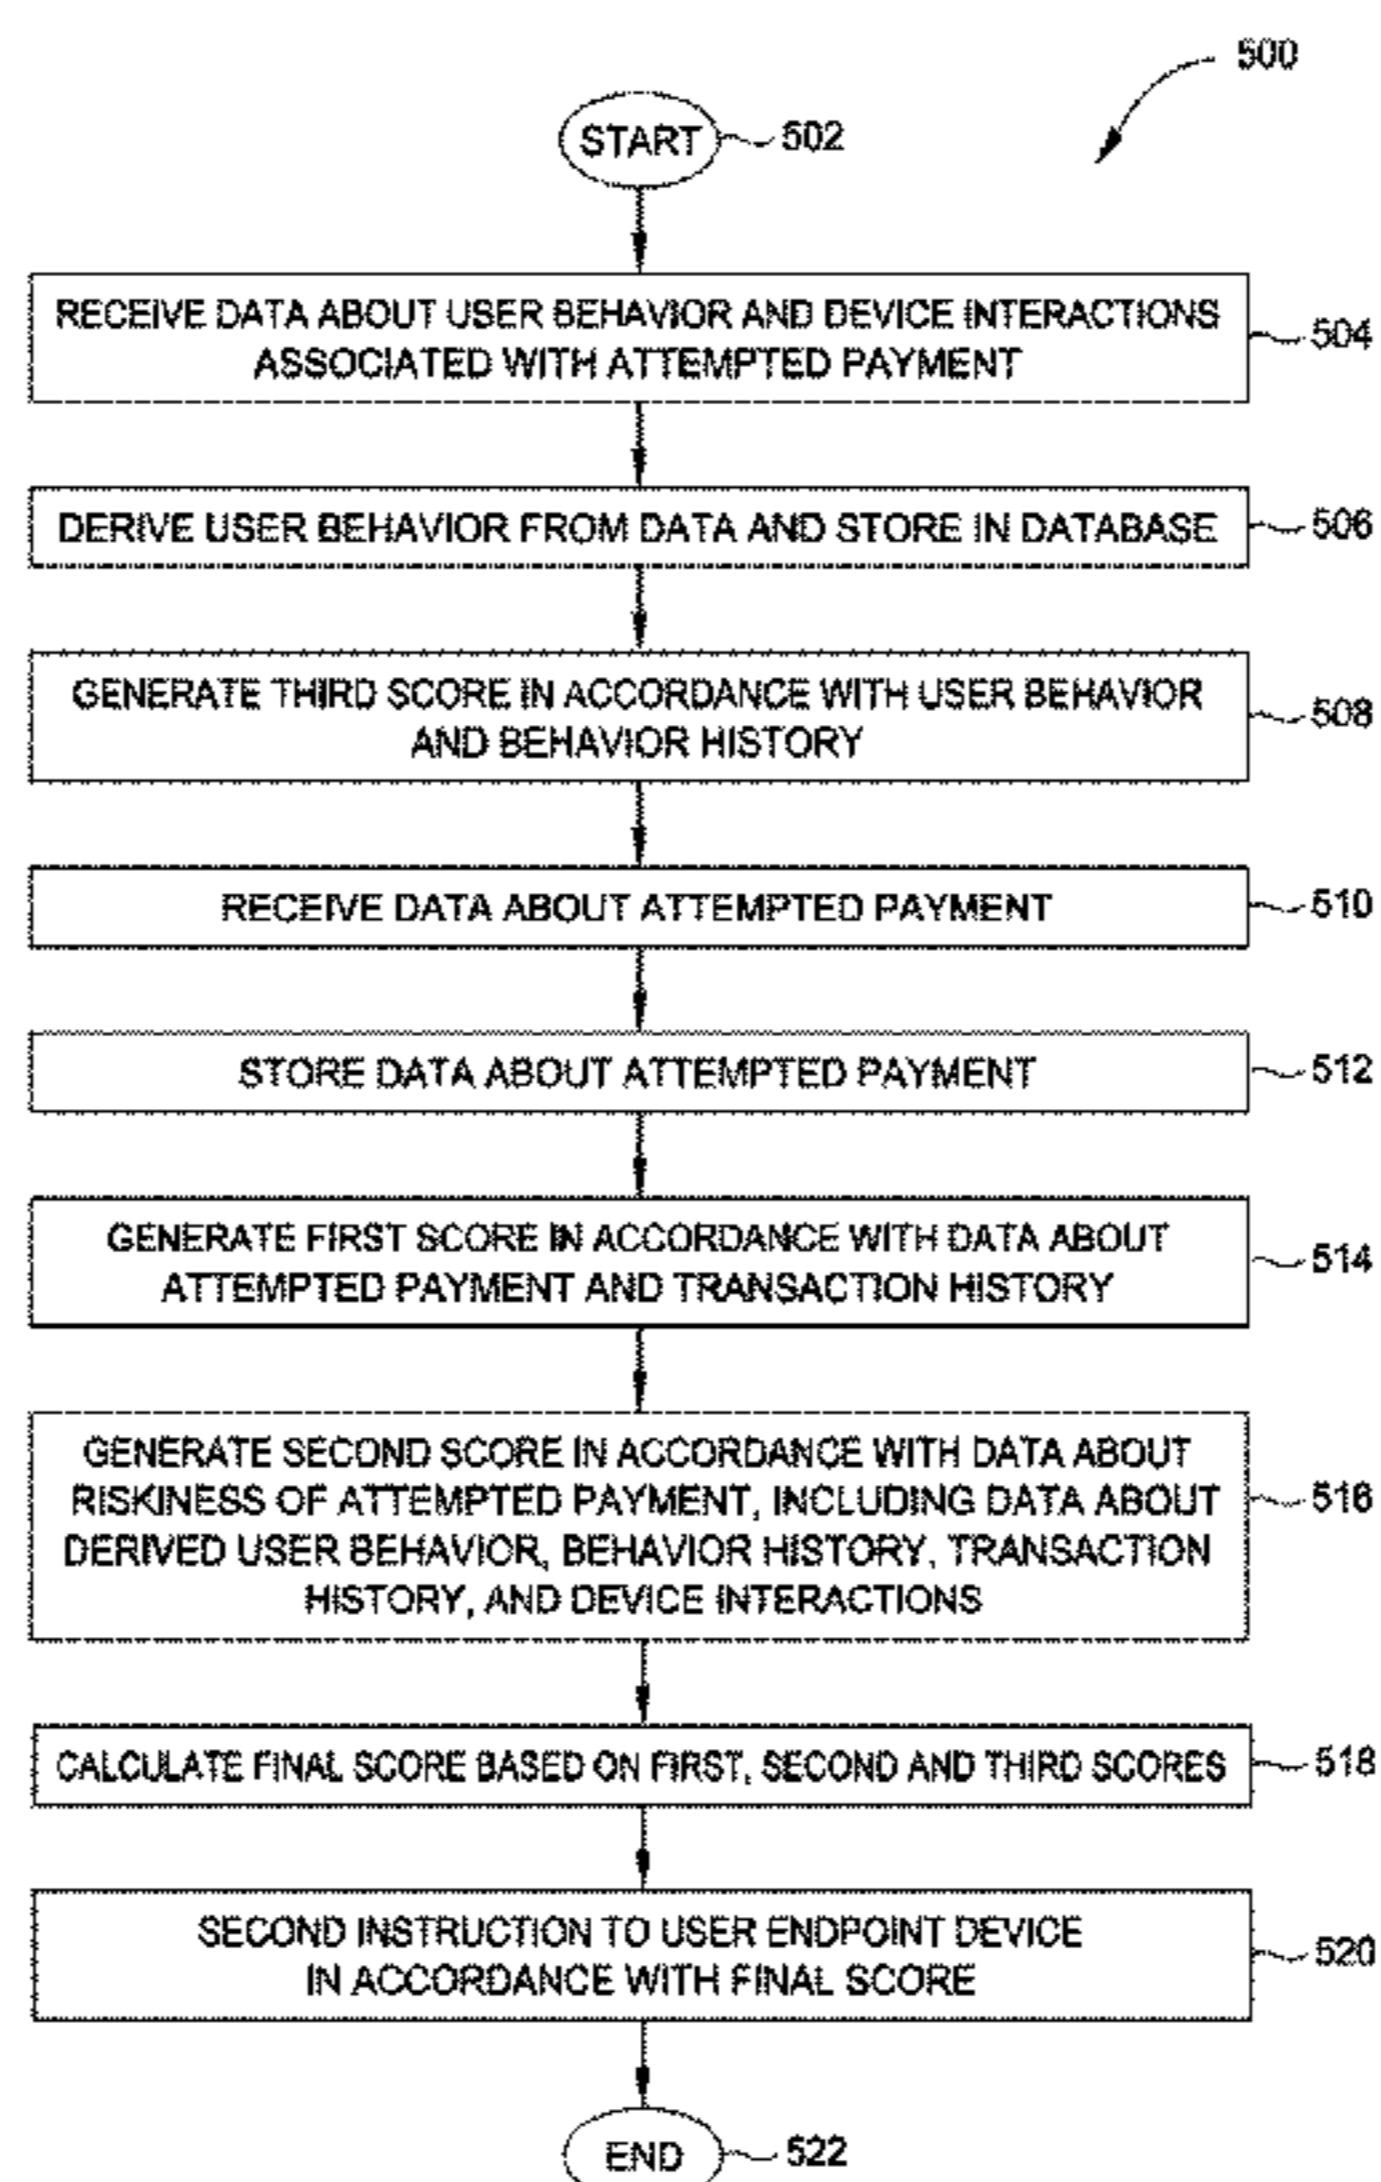 500
START 502
RECEIVE DATA ABOUT USER BEHAVIOR AND DEVICE INTERACTIONS
ASSOCIATED WITH ATTEMPTED PAYMENT
504
DERIVE USER BEHAVIOR FROM DATA AND STORE IN DATABASE
506
GENERATE THIRD SCORE IN ACCORDANCE WITH USER BEHAVIOR
AND BEHAVIOR HISTORY
508
RECEIVE DATA ABOUT ATTEMPTED PAYMENT
510
STORE DATA ABOUT ATTEMPTED PAYMENT
512
GENERATE FIRST SCORE IN ACCORDANCE WITH DATA ABOUT
ATTEMPTED PAYMENT AND TRANSACTION HISTORY
514
GENERATE SECOND SCORE IN ACCORDANCE WITH DATA ABOUT
RISKINESS OF ATTEMPTED PAYMENT, INCLUDING DATA ABOUT
DERIVED USER BEHAVIOR, BEHAVIOR HISTORY, TRANSACTION
HISTORY, AND DEVICE INTERACTIONS
516
CALCULATE FINAL SCORE BASED ON FIRST, SECOND AND THIRD SCORES
518
SECOND INSTRUCTION TO USER ENDPOINT DEVICE
IN ACCORDANCE WITH FINAL SCORE
520
END 522